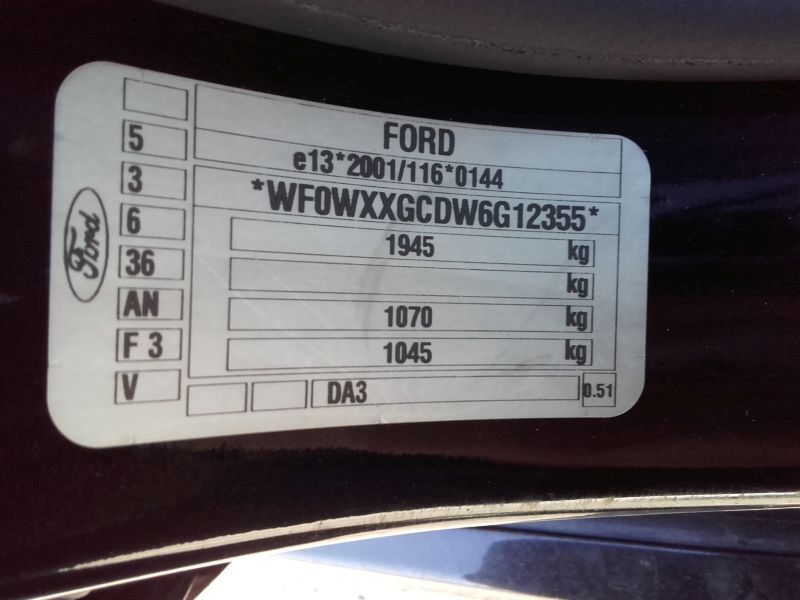 FORD
e13*2001/116*0144
*WF0WXXGCDW6G12355*
1945 kg
kg
1070 kg
1045 kg
DA3
0.51
5
3
6
36
AN
F 3
V
Ford